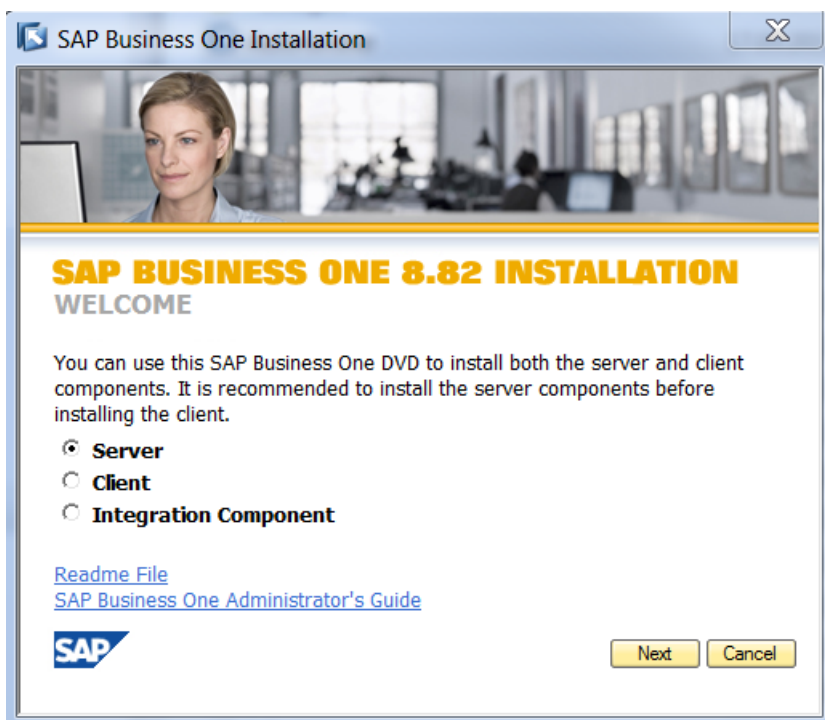 SAP Business One Installation
SAP BUSINESS ONE 8.82 INSTALLATION
WELCOME
You can use this SAP Business One DVD to install both the server and client
components. It is recommended to install the server components before
installing the client.
Server
Client
Integration Component
Readme File
SAP Business One Administrator's Guide
SAP
Next Cancel